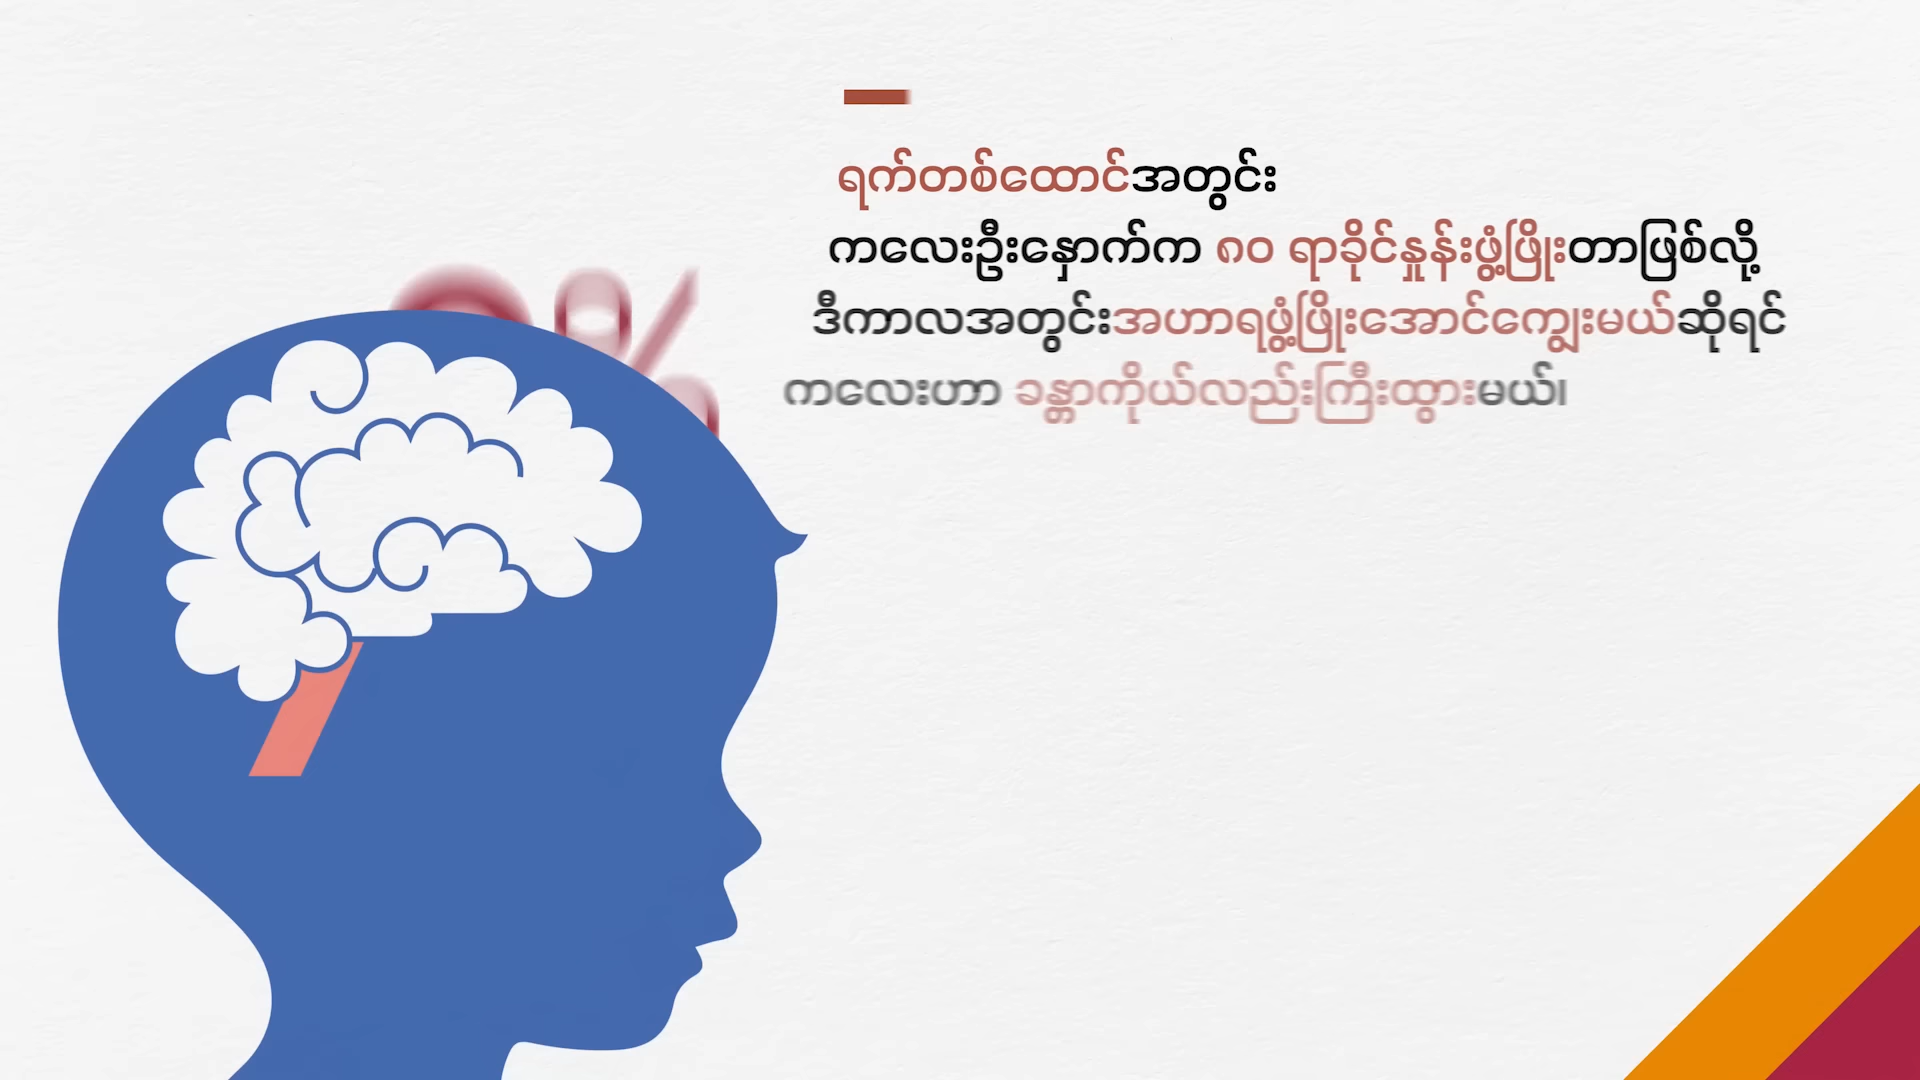 ရက်တစ်ထောင်အတွင်း
ကလေးဦးနှောက်က ၈၀ ရာခိုင်နှုန်းဖွံ့ဖြိုးတာဖြစ်လို့
ဒီကာလအတွင်းအဟာရဖွံ့ဖြိုးအောင်ကျွေးမယ်ဆိုရင်
ကလေးဟာ ခန္တာကိုယ်လည်းကြီးထွားမယ်၊